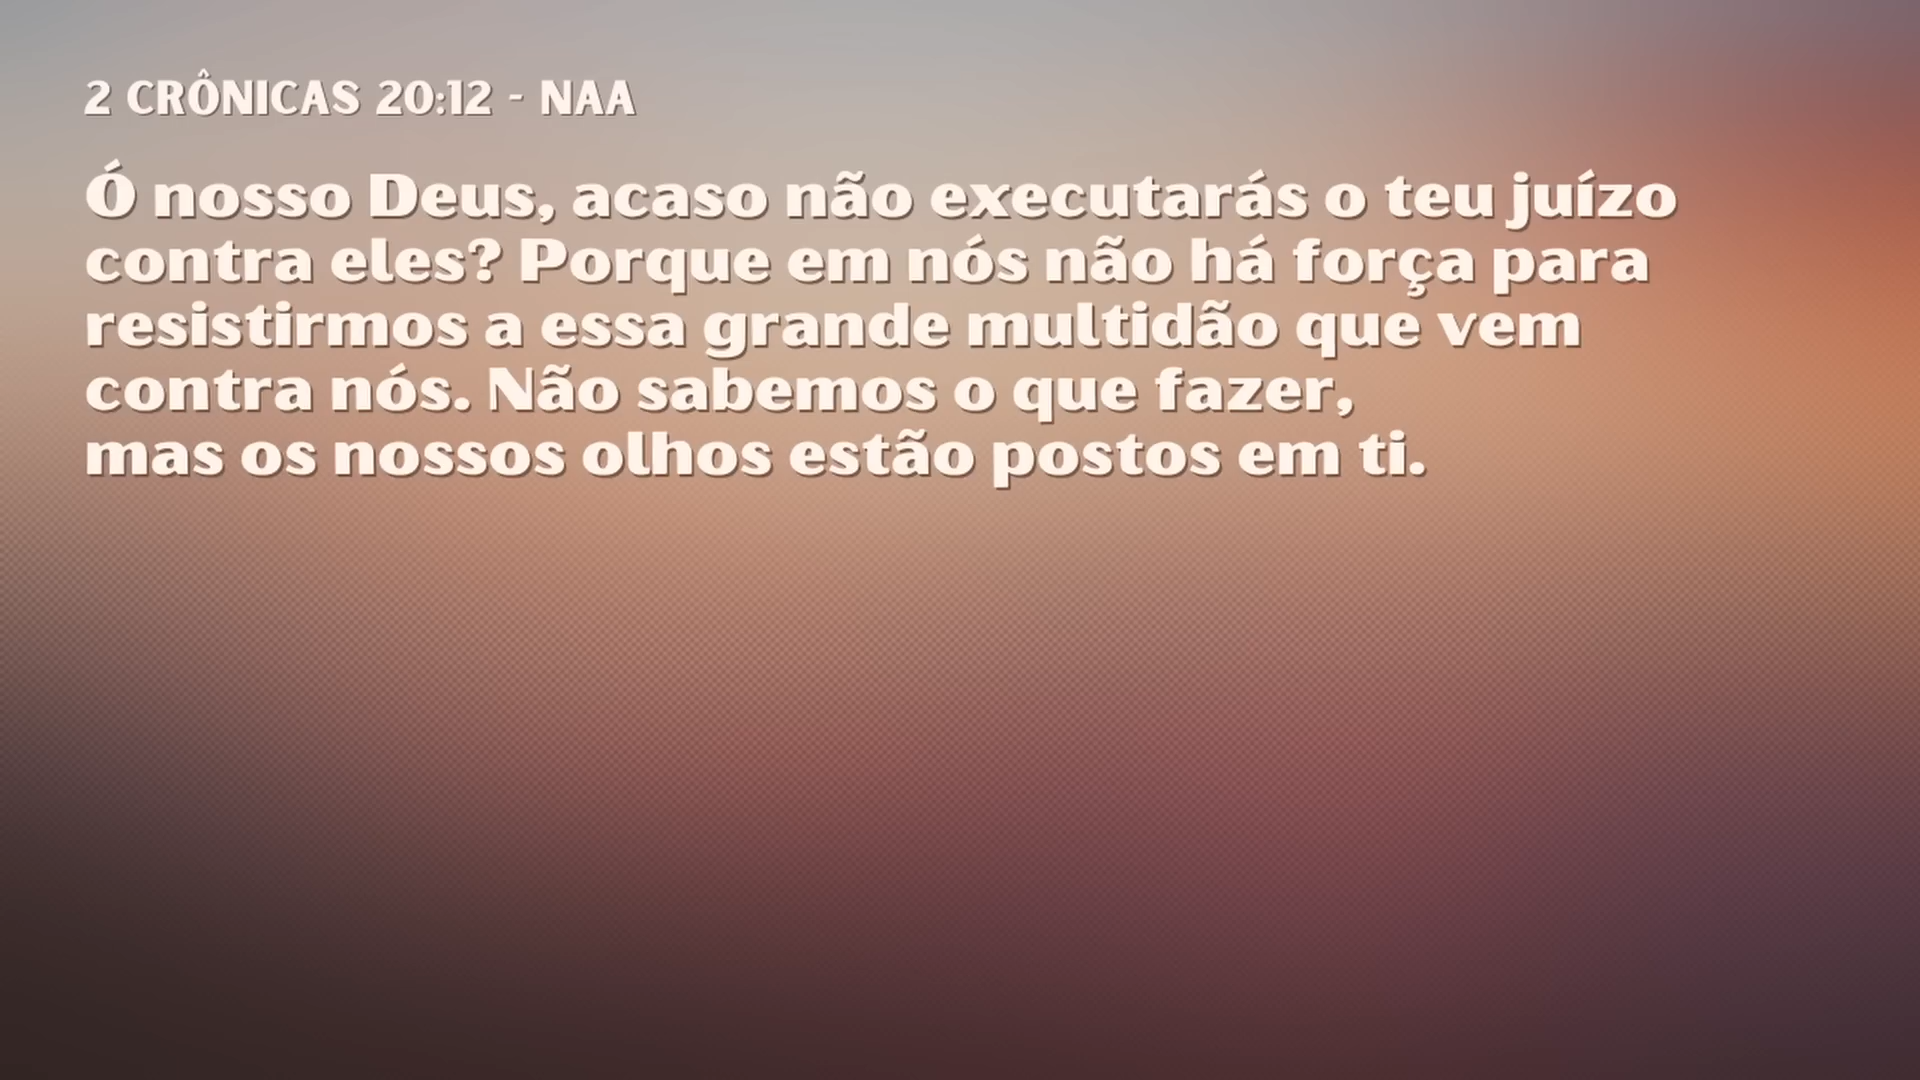 2 CRÔNICAS 20:12 - NAA
Ó nosso Deus, acaso não executarás o teu juízo
contra eles? Porque em nós não há força para
resistirmos a essa grande multidão que vem
contra nós. Não sabemos o que fazer,
mas os nossos olhos estão postos em ti.